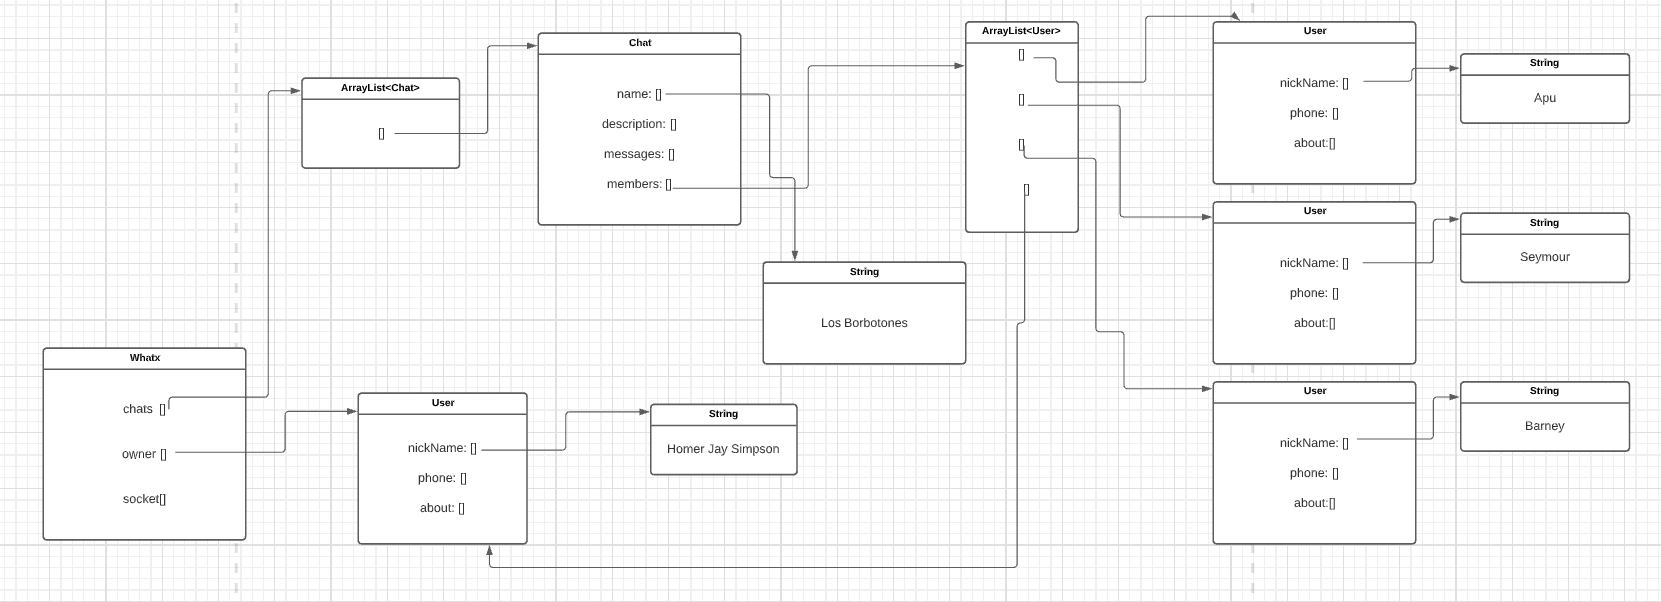 ArrayList<Chat>
[]
Chat
name: []
description: []
messages: []
members: []
ArrayList<User>
[]
[]
[]
[]
User
nickName: []
phone: []
about:[]
String
Apu
User
nickName: []
phone: []
about:[]
String
Seymour
String
Los Borbotones
Whatx
chats []
owner []
socket[]
User
nickName: []
phone: []
about: []
String
Homer Jay Simpson
User
nickName: []
phone: []
about:[]
String
Barney